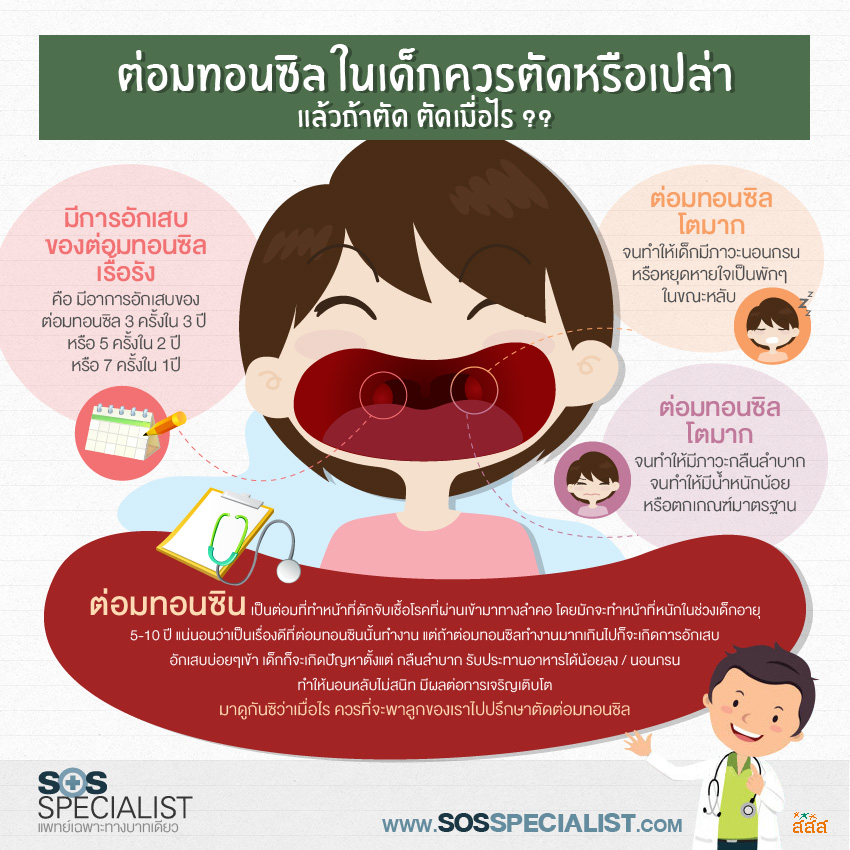 ต่อมทอนซิล ในเด็กควรตัดหรือเปล่า
แล้วถ้าตัด ตัดเมื่อไร ??
มีการอักเสบ
ของต่อมทอนซิล
เรื้อรัง
คือ มีอาการอักเสบของ
ต่อมทอนซิล 3 ครั้งใน 3 ปี
หรือ 5 ครั้งใน 2 ปี
หรือ 7 ครั้งใน 1ปี
ต่อมทอนซิล
โตมาก
จนทำให้เด็กมีภาวะนอนกรน
หรือหยุดหายใจเป็นพักๆ
ในขณะหลับ
z z z
ต่อมทอนซิล
โตมาก
จนทำให้มีภาวะกลืนลำบาก
จนทำให้มีน้ำหนักน้อย
หรือตกเกณฑ์มาตรฐาน
ต่อมทอนซิน เป็นต่อมที่ทำหน้าที่ดักจับเชื้อโรคที่ผ่านเข้ามาทางลำคอ โดยมักจะทำหน้าที่หนักในช่วงเด็กอายุ
5-10 ปี แน่นอนว่าเป็นเรื่องดีที่ต่อมทอนซินนั้นทำงาน แต่ถ้าต่อมทอนซิลทำงานมากเกินไปก็จะเกิดการอักเสบ
อักเสบบ่อยๆเข้า เด็กก็จะเกิดปัญหาตั้งแต่ กลืนลำบาก รับประทานอาหารได้น้อยลง / นอนกรน
ทำให้นอนหลับไม่สนิท มีผลต่อการเจริญเติบโต
มาดูกันซิว่าเมื่อไร ควรที่จะพาลูกของเราไปปรึกษาตัดต่อมทอนซิล
SOS
SPECIALIST
แพทย์เฉพาะทางบาทเดียว
WWW.SOSSPECIALIST.COM
สสส